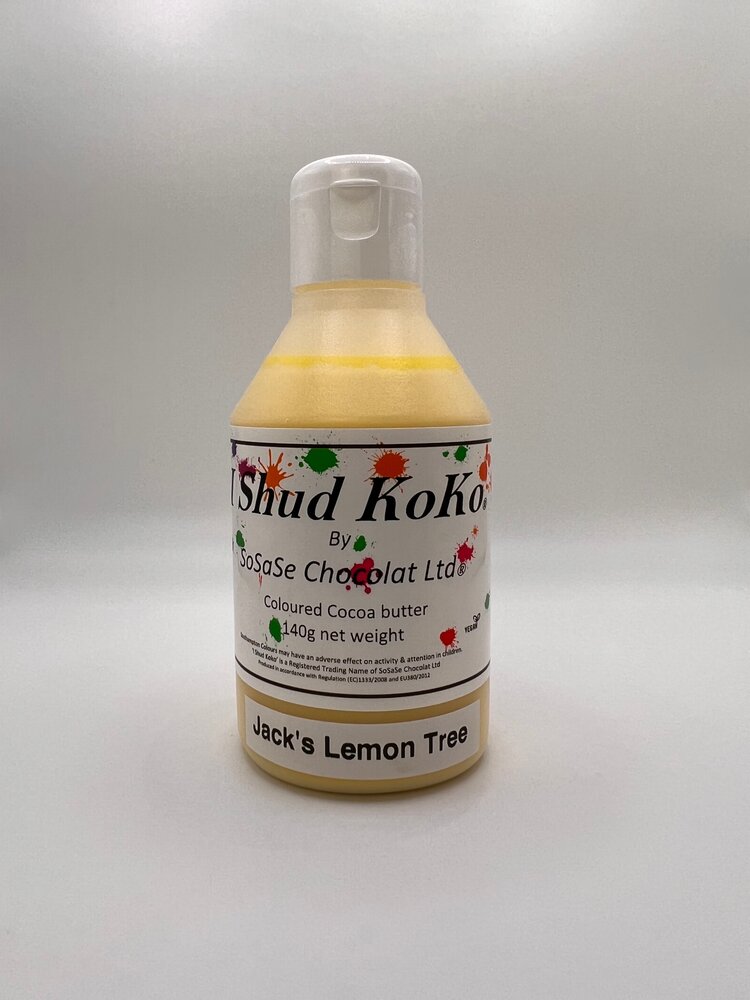 I Shud KoKo®
By
SoSaSe Chocolat Ltd®
Coloured Cocoa butter
140g net weight
VEGAN
Southampton Colours may have an adverse effect on activity & attention in children.
'I Shud Koko' is a Registered Trading Name of SoSaSe Chocolat Ltd
Produced in accordance with Regulation (EC)1333/2008 and EU380/2012
Jack's Lemon Tree